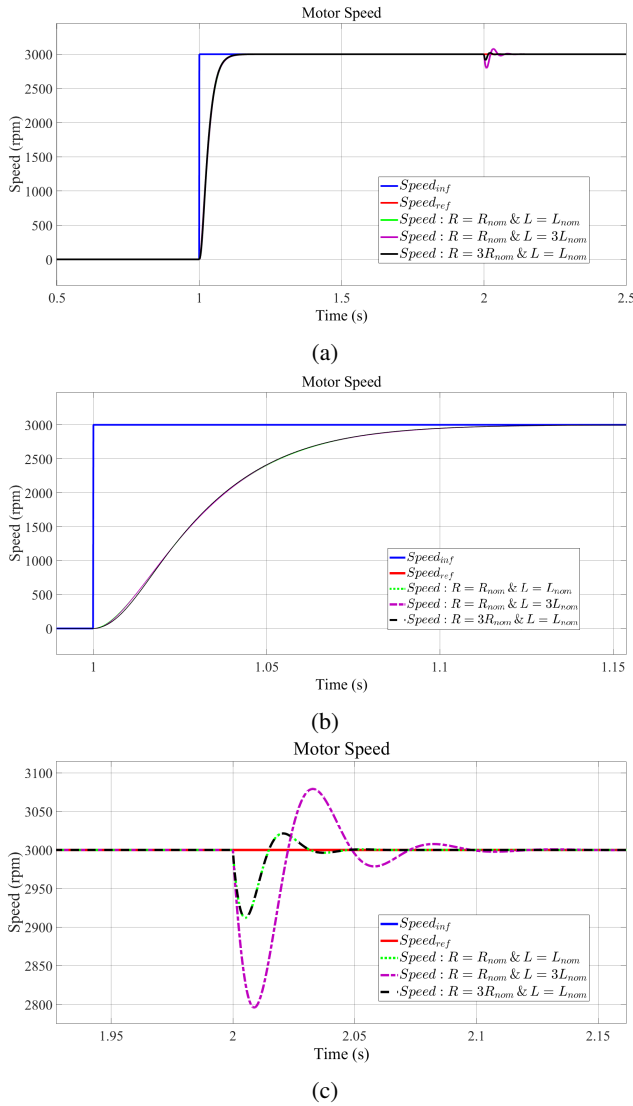 Motor Speed
3000
2500
2000
1500
1000
500
0
Speed (rpm)
Speed_inf
Speed_ref
Speed : R = R_nom & L = L_nom
Speed : R = R_nom & L = 3L_nom
Speed : R = 3R_nom & L = L_nom
0.5 1 1.5 2 2.5
Time (s)
(a)
Motor Speed
3000
2500
2000
1500
1000
500
0
Speed (rpm)
Speed_inf
Speed_ref
Speed : R = R_nom & L = L_nom
Speed : R = R_nom & L = 3L_nom
Speed : R = 3R_nom & L = L_nom
1 1.05 1.1 1.15
Time (s)
(b)
Motor Speed
3100
3050
3000
2950
2900
2850
2800
Speed (rpm)
Speed_inf
Speed_ref
Speed : R = R_nom & L = L_nom
Speed : R = R_nom & L = 3L_nom
Speed : R = 3R_nom & L = L_nom
1.95 2 2.05 2.1 2.15
Time (s)
(c)